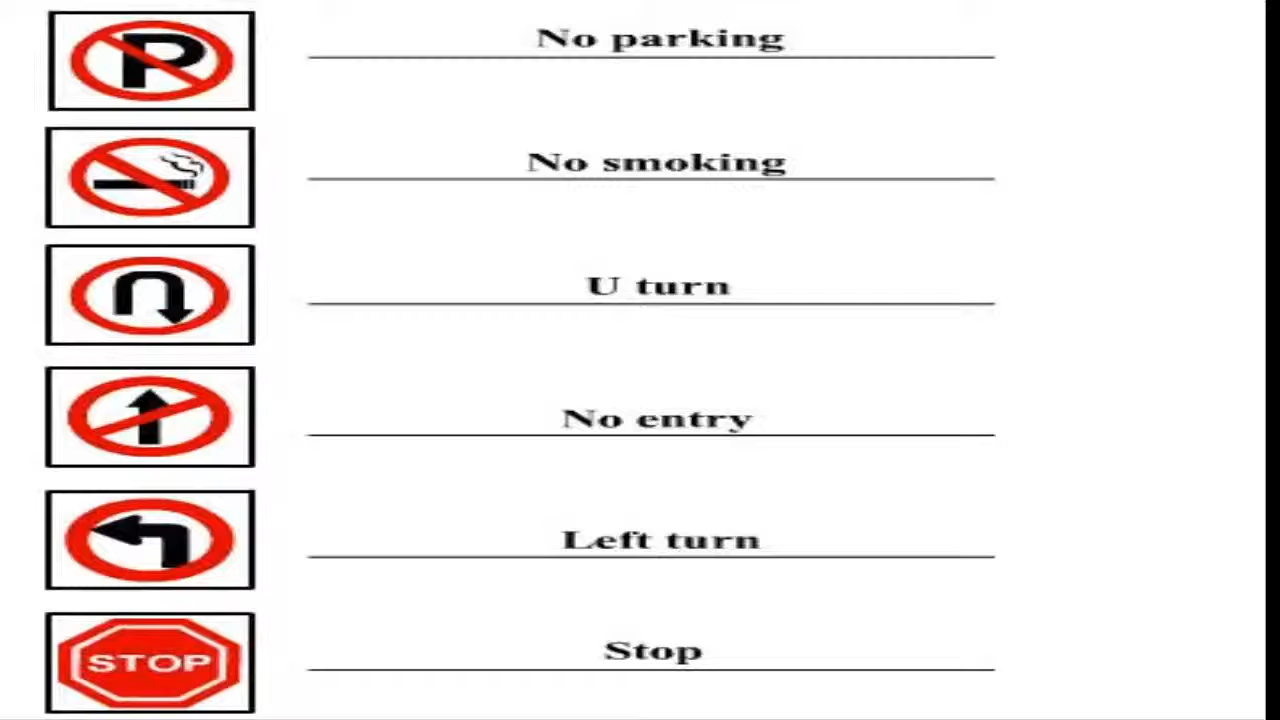 P
No parking
No smoking
U turn
No entry
Left turn
STOP
Stop